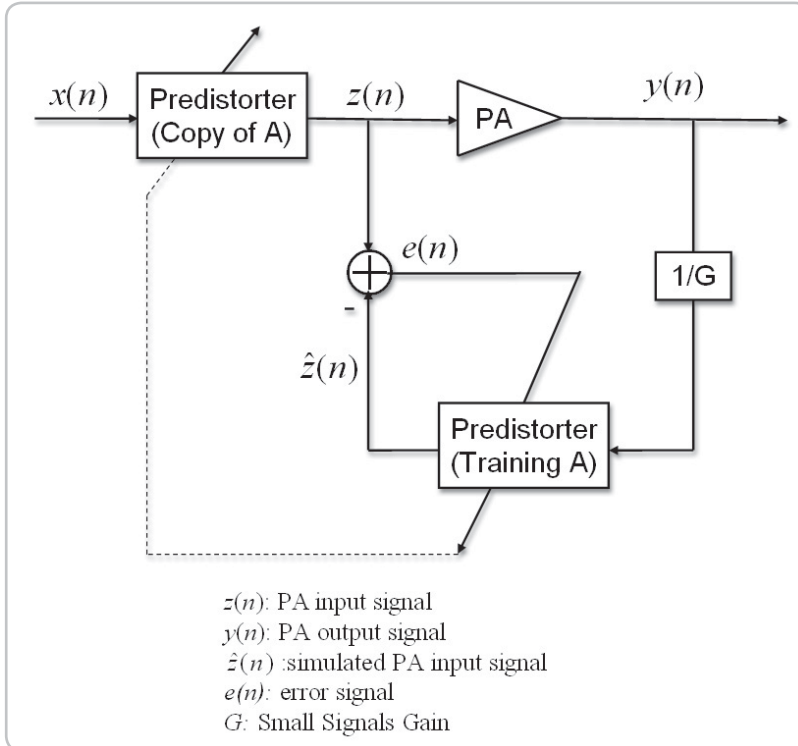 x(n)
Predistorter
(Copy of A)
z(n)
PA
y(n)
e(n)
1/G
-
ẑ(n)
Predistorter
(Training A)
z(n): PA input signal
y(n): PA output signal
ẑ(n) :simulated PA input signal
e(n): error signal
G: Small Signals Gain